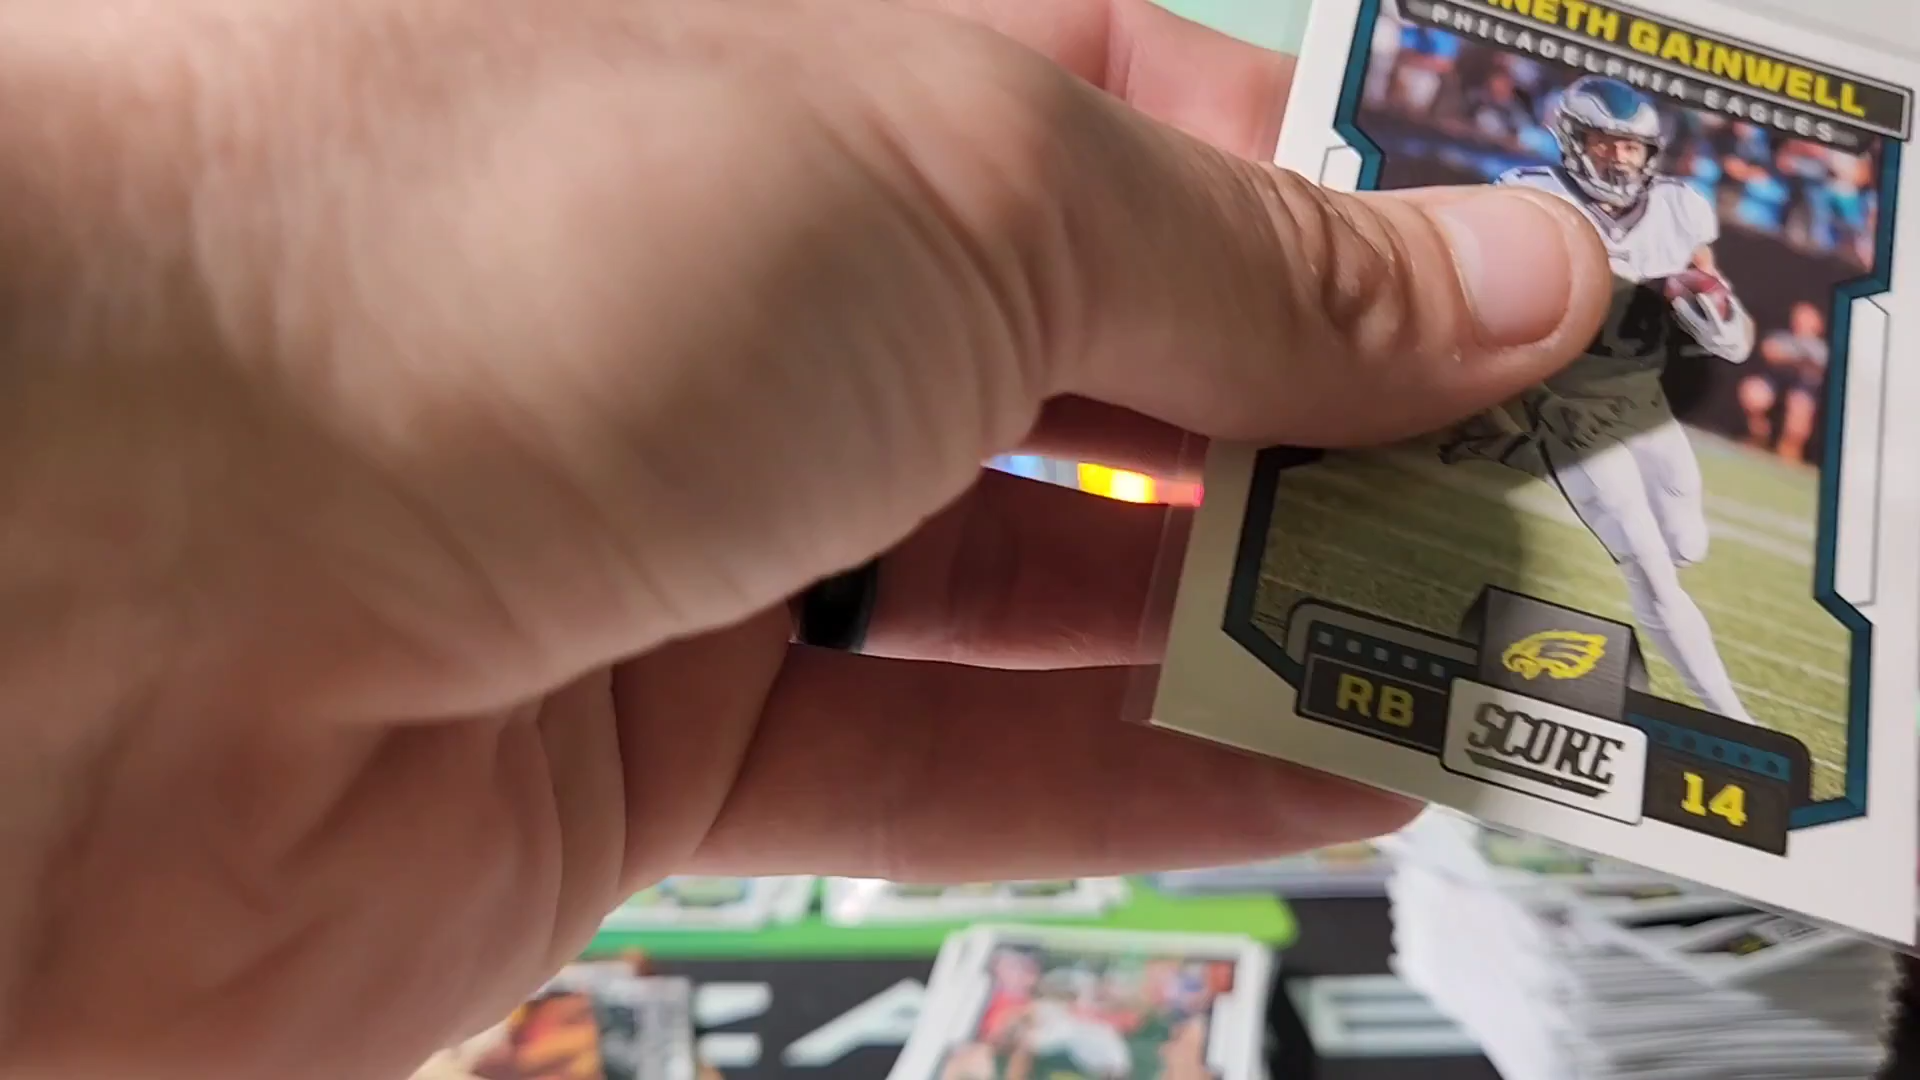 NETH GAINWELL
PHILADELPHIA EAGLES
RB
SCORE
14